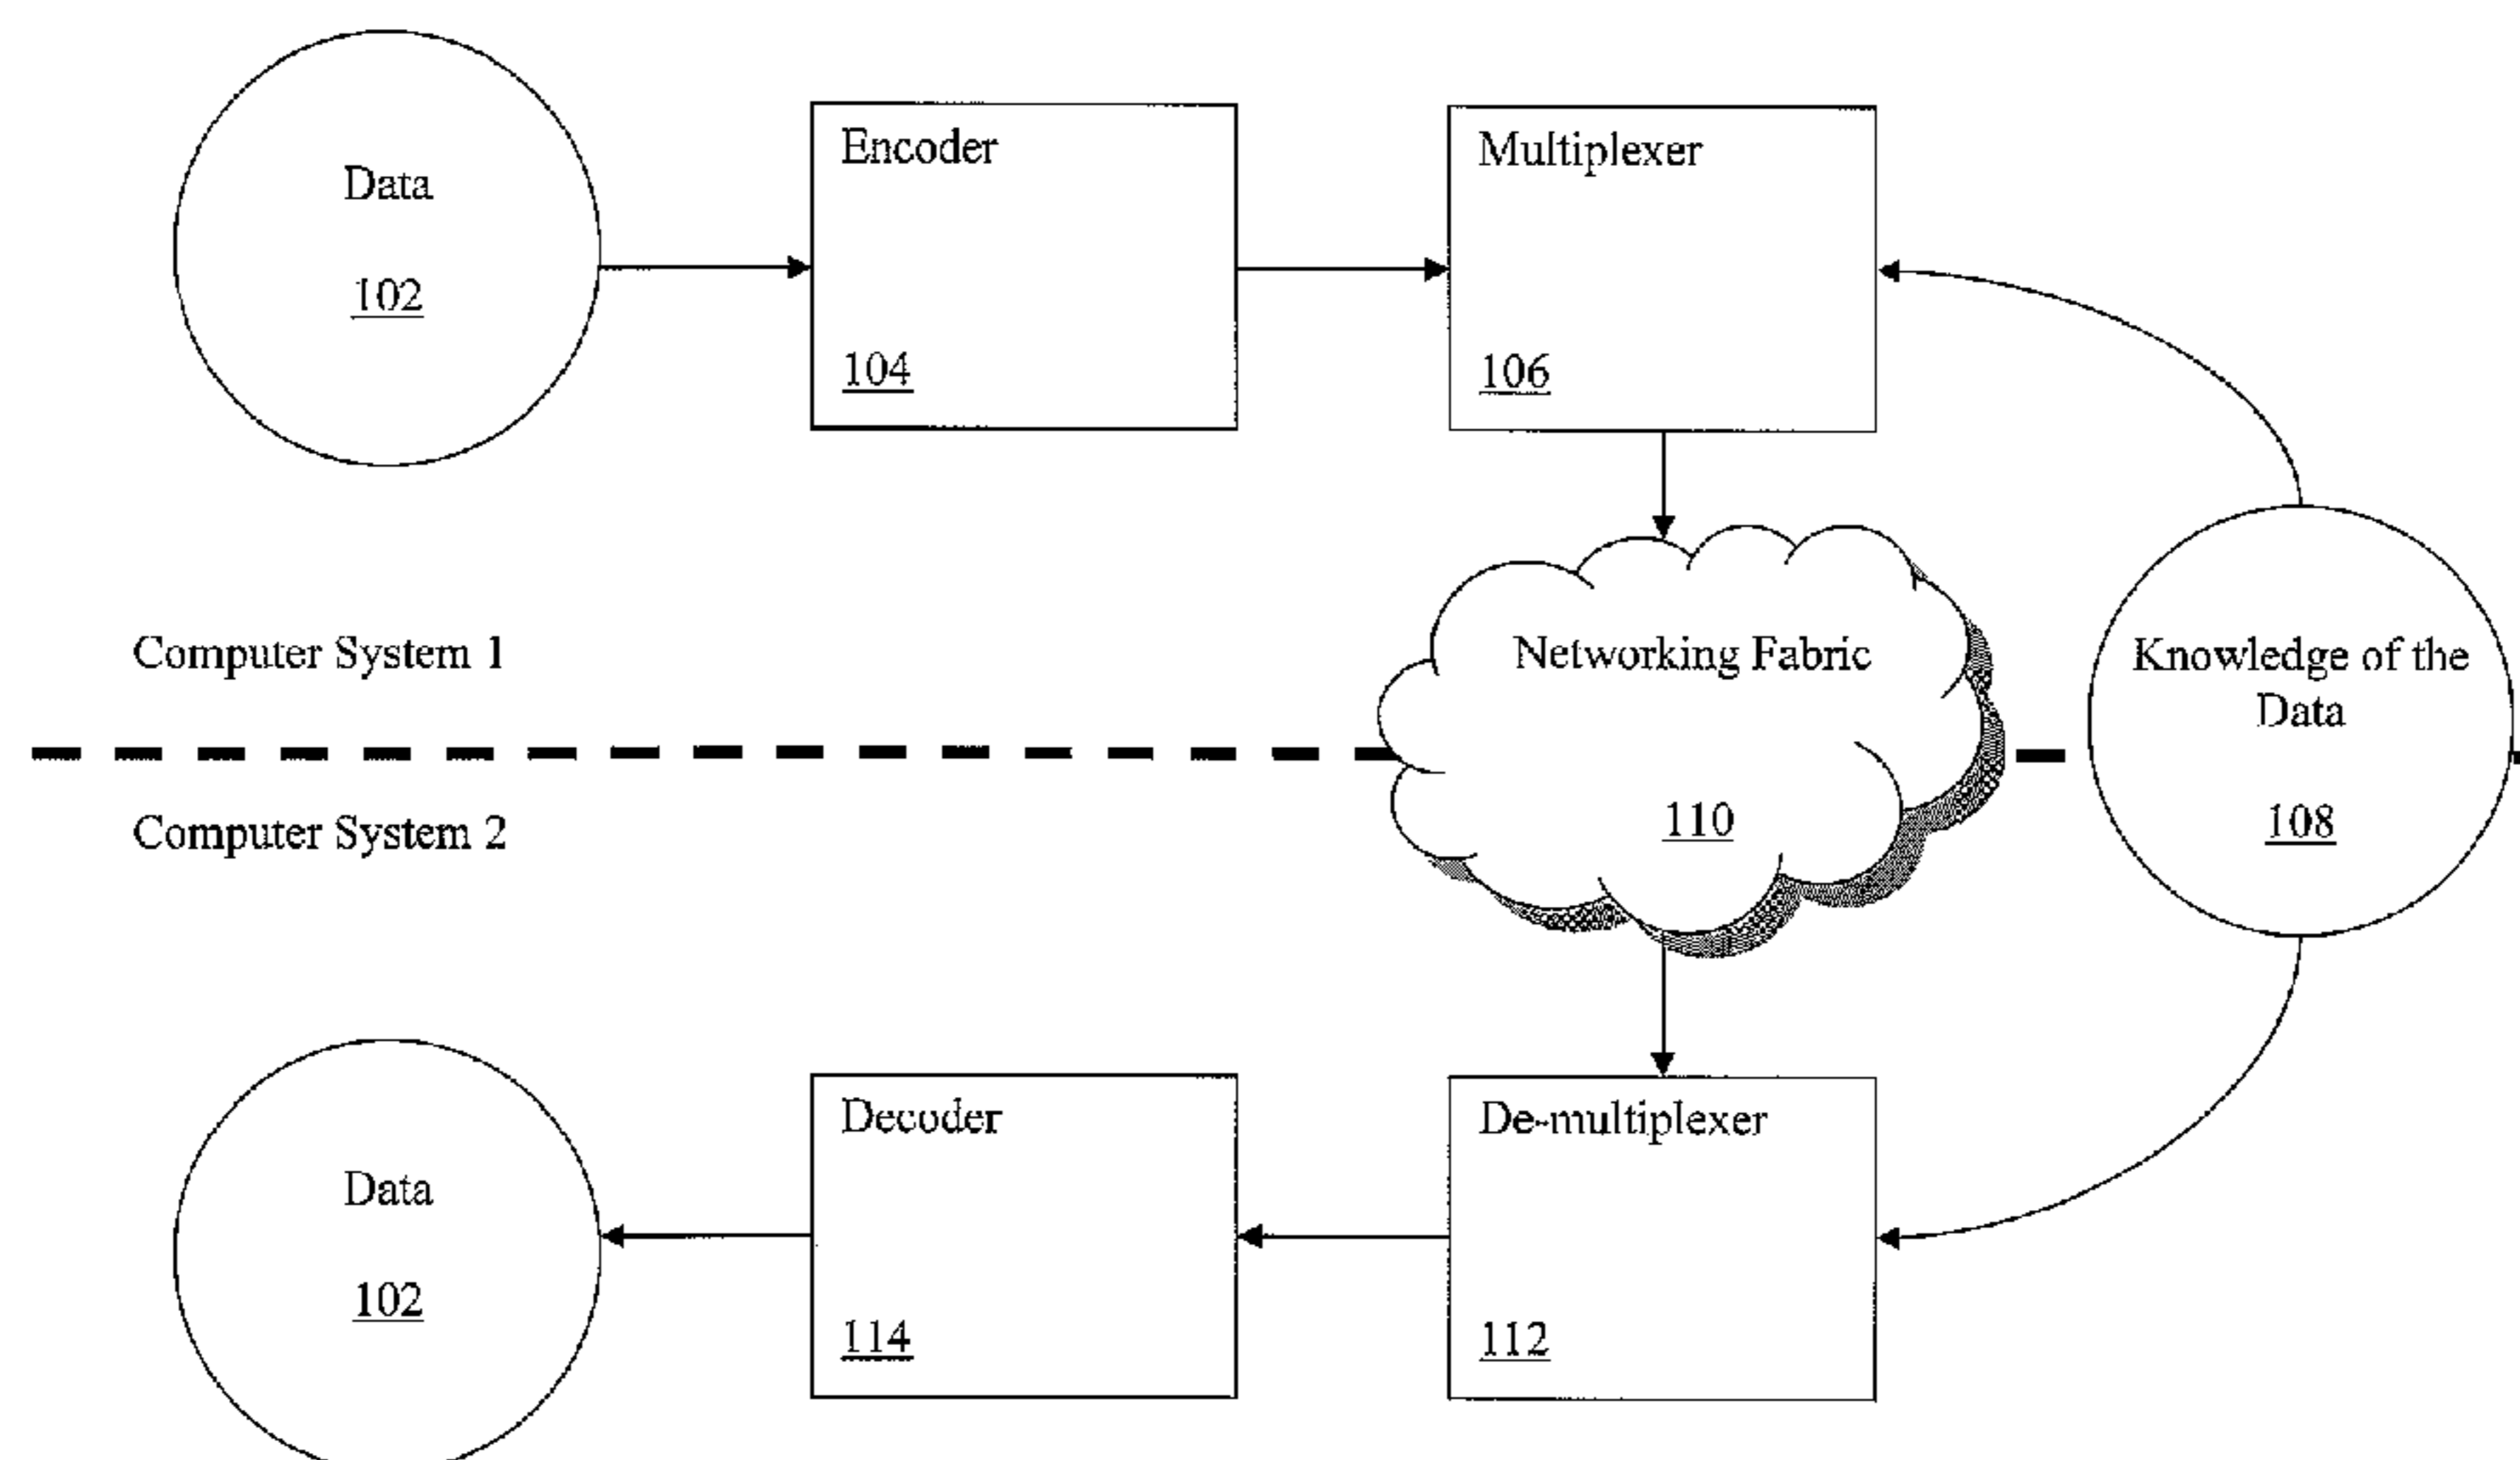 Data
102
Encoder
104
Multiplexer
106
Computer System 1
Networking Fabric
110
Knowledge of the
Data
108
Computer System 2
Data
102
Decoder
114
De-multiplexer
112